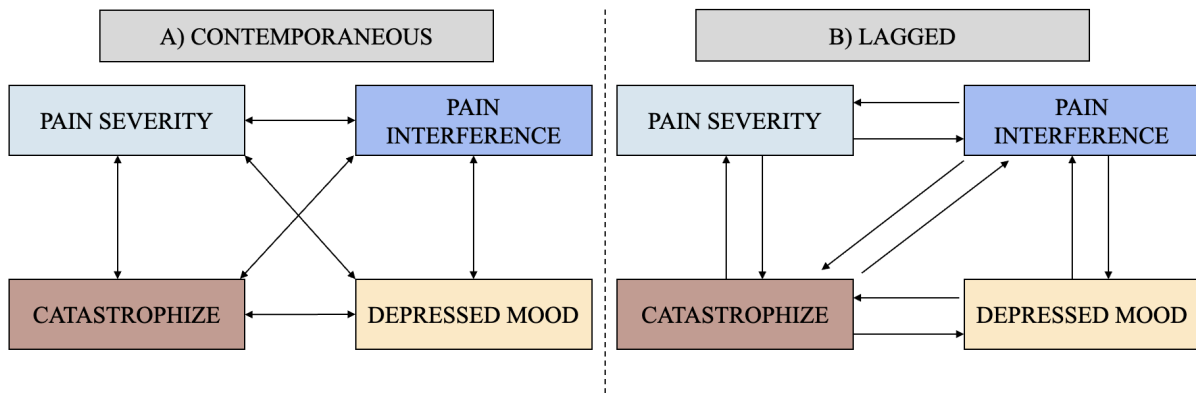 A) CONTEMPORANEOUS
PAIN SEVERITY
PAIN
INTERFERENCE
CATASTROPHIZE
DEPRESSED MOOD
B) LAGGED
PAIN SEVERITY
PAIN
INTERFERENCE
CATASTROPHIZE
DEPRESSED MOOD